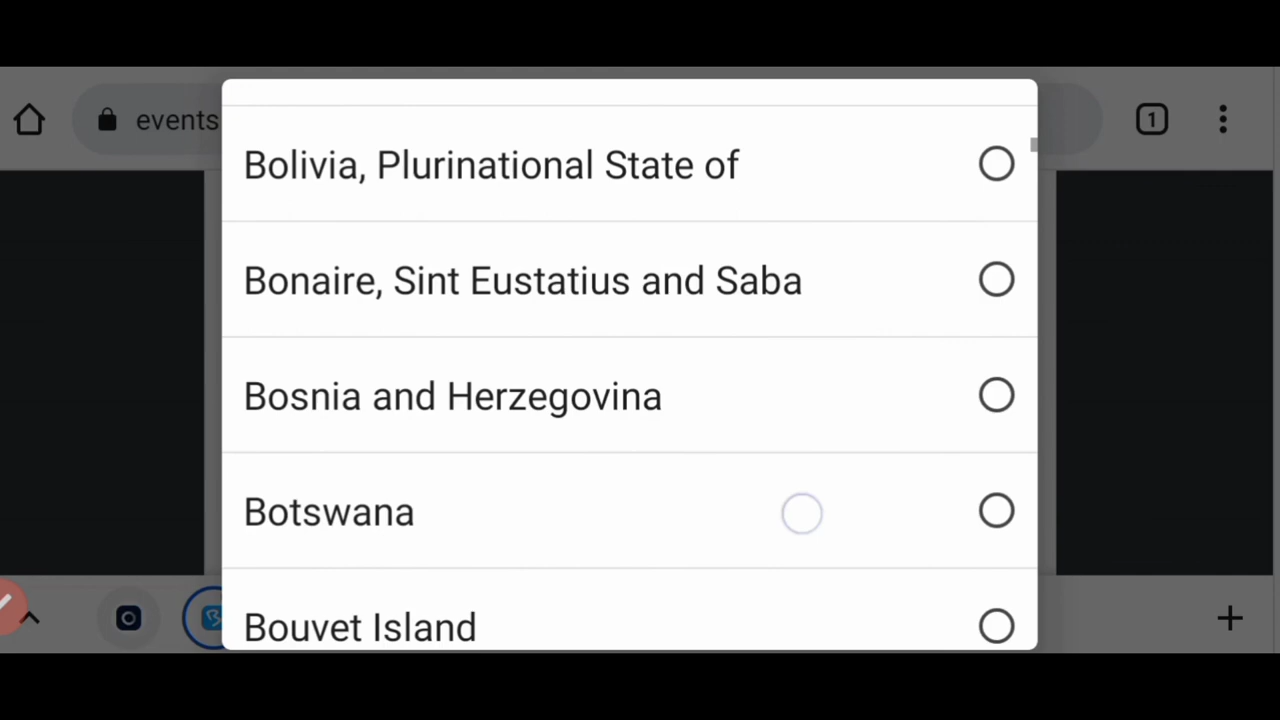 events
1
Bolivia, Plurinational State of
Bonaire, Sint Eustatius and Saba
Bosnia and Herzegovina
Botswana
Bouvet Island